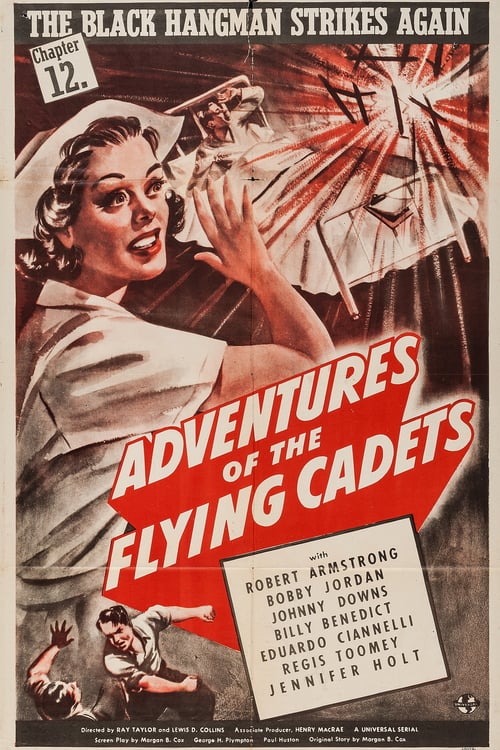 THE BLACK HANGMAN STRIKES AGAIN
Chapter
12.
ADVENTURES
OF THE
FLYING CADETS
with
ROBERT ARMSTRONG
BOBBY JORDAN
JOHNNY DOWNS
BILLY BENEDICT
EDUARDO CIANNELLI
REGIS TOOMEY
JENNIFER HOLT
Directed by RAY TAYLOR and LEWIS D. COLLINS Associate Producer, HENRY MACRAE A UNIVERSAL SERIAL
Screen Play by Morgan B. Cox George H. Plympton Paul Huston Original Story by Morgan B. Cox